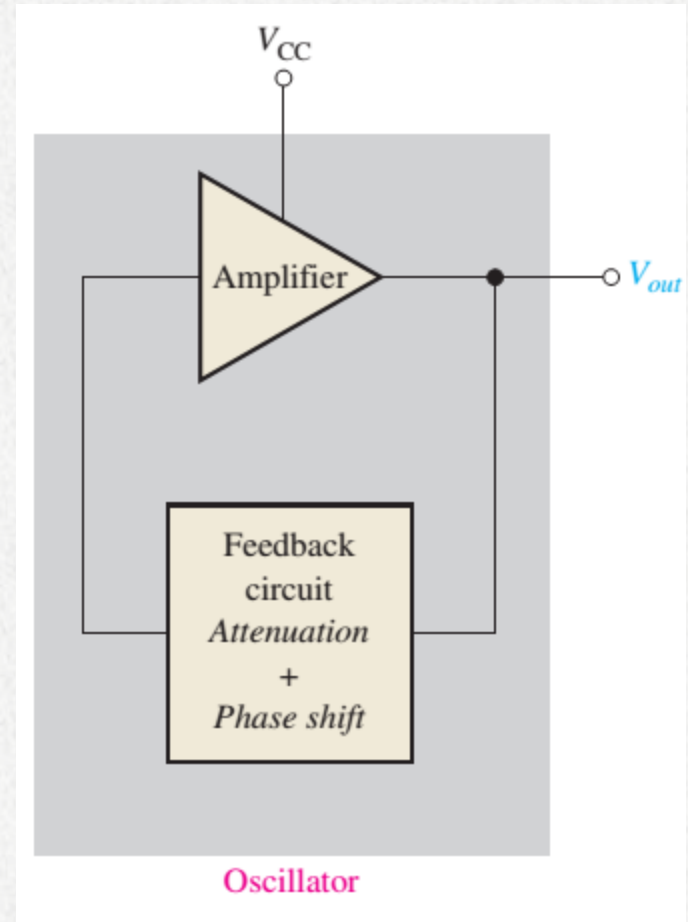 VCC
Amplifier
Vout
Feedback
circuit
Attenuation
+
Phase shift
Oscillator